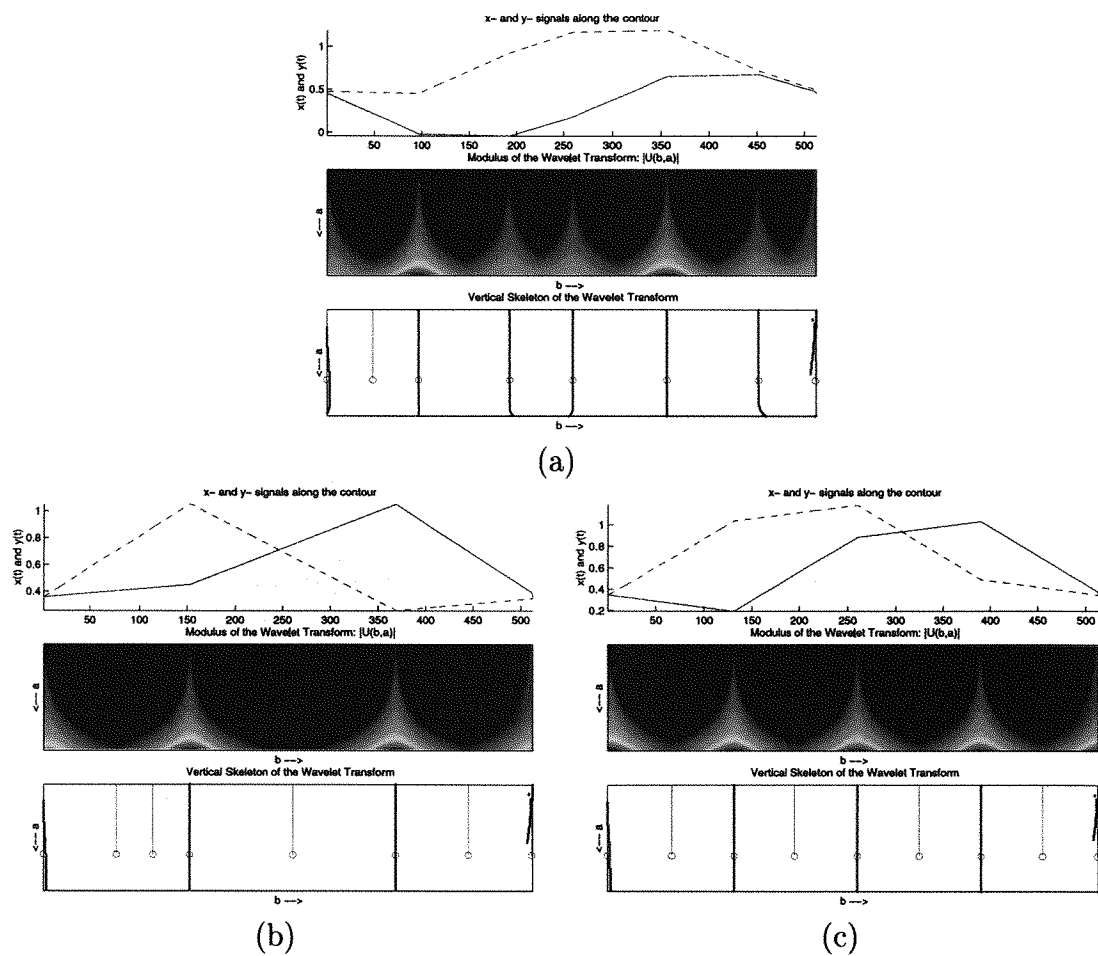 x- and y- signals along the contour
x(t) and y(t)
1
0.5
0
50 100 150 200 250 300 350 400 450 500
Modulus of the Wavelet Transform: |U(b,a)|
<--- a
b --->
Vertical Skeleton of the Wavelet Transform
<--- a
b --->
(a)
x- and y- signals along the contour
x(t) and y(t)
1
0.8
0.6
0.4
50 100 150 200 250 300 350 400 450 500
Modulus of the Wavelet Transform: |U(b,a)|
<--- a
b --->
Vertical Skeleton of the Wavelet Transform
<--- a
b --->
(b)
x- and y- signals along the contour
x(t) and y(t)
1
0.8
0.6
0.4
0.2
50 100 150 200 250 300 350 400 450 500
Modulus of the Wavelet Transform: |U(b,a)|
<--- a
b --->
Vertical Skeleton of the Wavelet Transform
<--- a
b --->
(c)